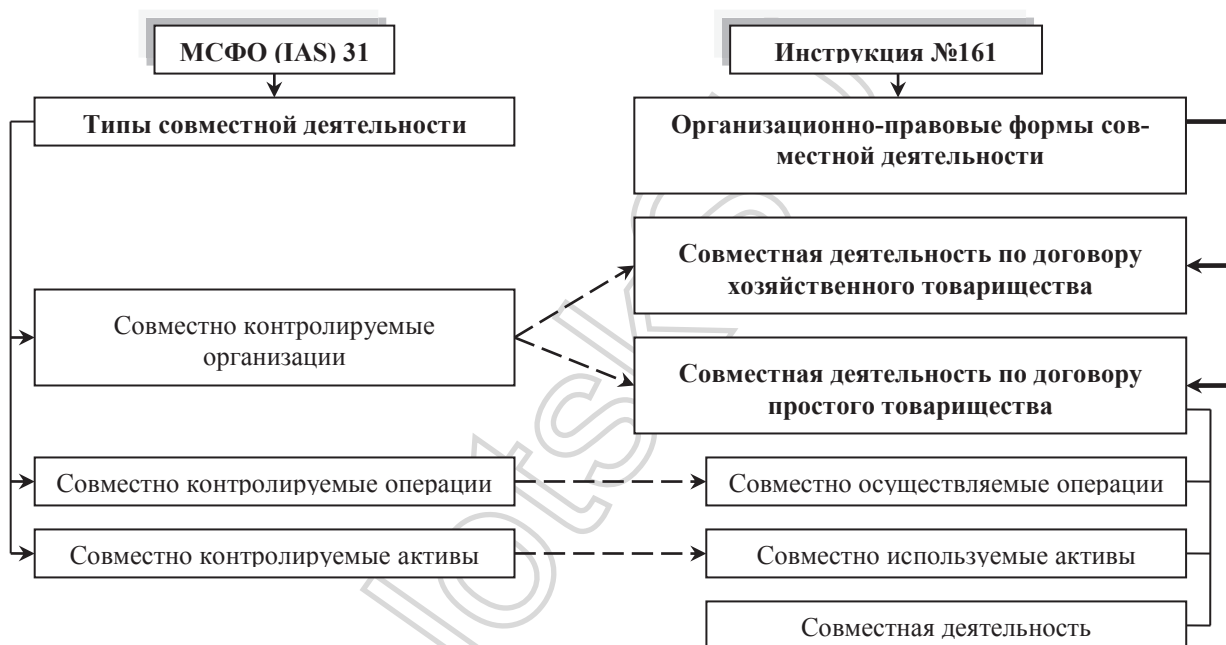 МСФО (IAS) 31
Инструкция №161
Типы совместной деятельности
Организационно-правовые формы сов-
местной деятельности
Совместная деятельность по договору
хозяйственного товарищества
Совместно контролируемые
организации
Совместная деятельность по договору
простого товарищества
Совместно контролируемые операции
Совместно осуществляемые операции
Совместно контролируемые активы
Совместно используемые активы
Совместная деятельность